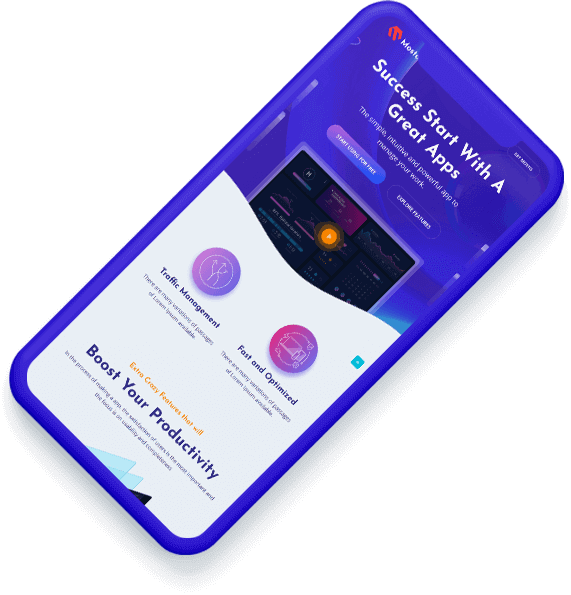 Success Start With A
Great Apps
The simple, intuitive and powerful app to
manage your work.
START USING FOR FREE
EXPLORE FEATURES
Traffic Management
There are many variations of passages
of Lorem Ipsum available.
Fast and Optimized
There are many variations of passages
of Lorem Ipsum available.
Extra Crazy Features that will
Boost Your Productivity
In the process of making a app, the satisfaction of users is the most important and
the focus is on usability and completeness